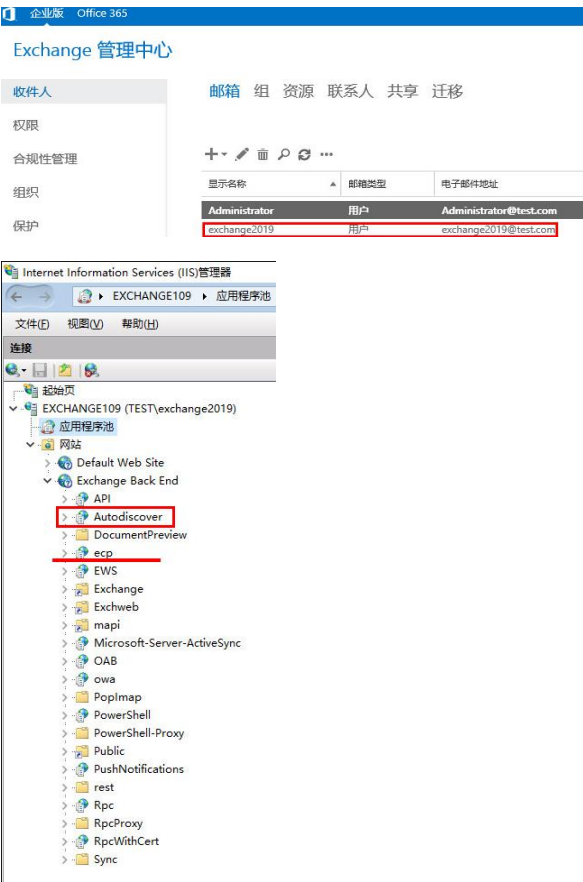 企业版 Office 365
Exchange 管理中心
收件人
邮箱 组 资源 联系人 共享 迁移
权限
合规性管理
组织
保护
显示名称 邮箱类型 电子邮件地址
Administrator 用户 Administrator@test.com
exchange2019 用户 exchange2019@test.com
Internet Information Services (IIS)管理器
EXCHANGE109 应用程序池
文件(F) 视图(V) 帮助(H)
连接
起始页
EXCHANGE109 (TEST\exchange2019)
应用程序池
网站
Default Web Site
Exchange Back End
API
Autodiscover
DocumentPreview
ecp
EWS
Exchange
Exchweb
mapi
Microsoft-Server-ActiveSync
OAB
owa
PopImap
PowerShell
PowerShell-Proxy
Public
PushNotifications
rest
Rpc
RpcProxy
RpcWithCert
Sync